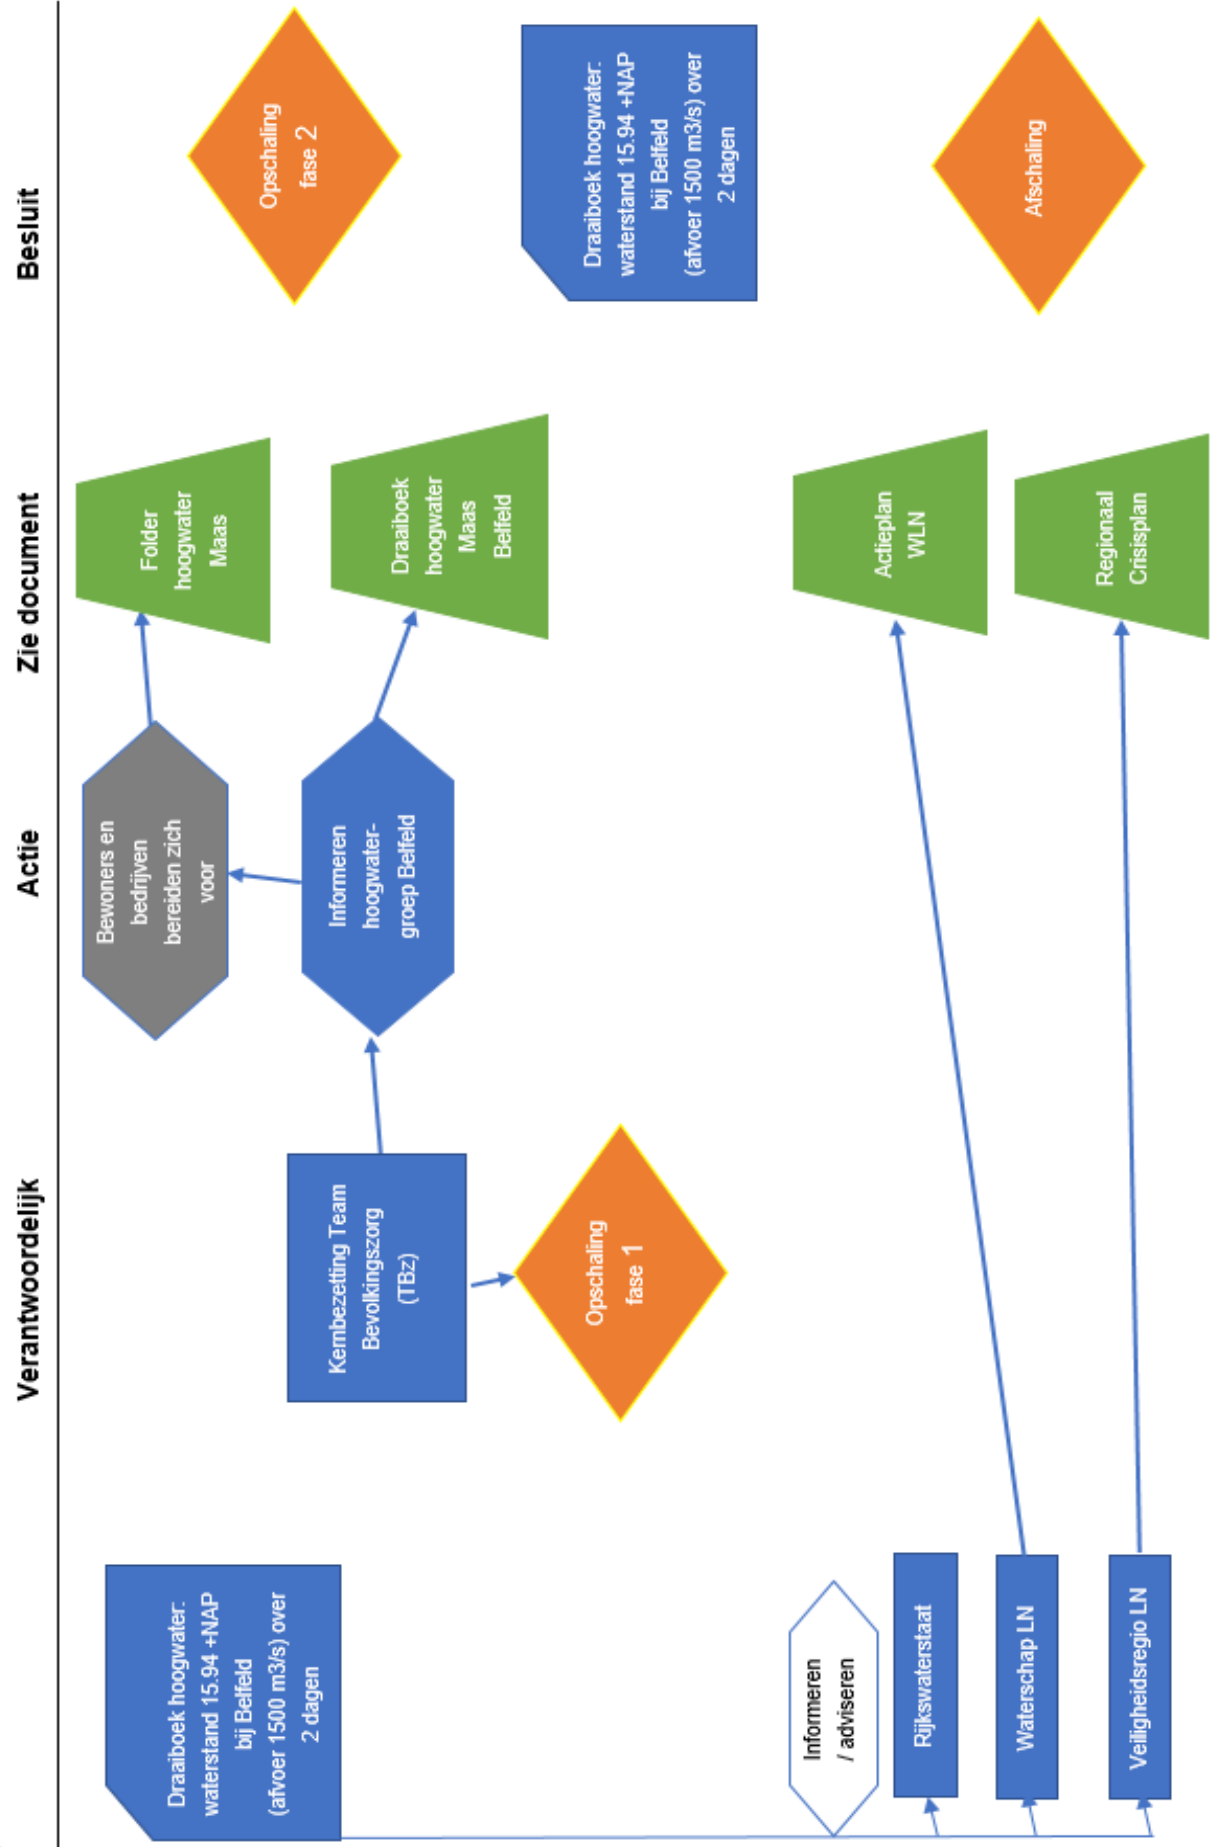 Verantwoordelijk
Actie
Zie document
Besluit
Draaiboek hoogwater:
waterstand 15.94 +NAP
bij Belfeld
(afvoer 1500 m3/s) over
2 dagen
Kernbezetting Team
Bevolkingszorg
(TBz)
Opschaling
fase 1
Bewoners en
bedrijven
bereiden zich
voor
Informeren
hoogwater-
groep Belfeld
Folder
hoogwater
Maas
Draaiboek
hoogwater
Maas
Belfeld
Opschaling
fase 2
Draaiboek hoogwater:
waterstand 15.94 +NAP
bij Belfeld
(afvoer 1500 m3/s) over
2 dagen
Informeren
/ adviseren
Rijkswaterstaat
Waterschap LN
Veiligheidsregio LN
Actieplan
WLN
Regionaal
Crisisplan
Afschaling